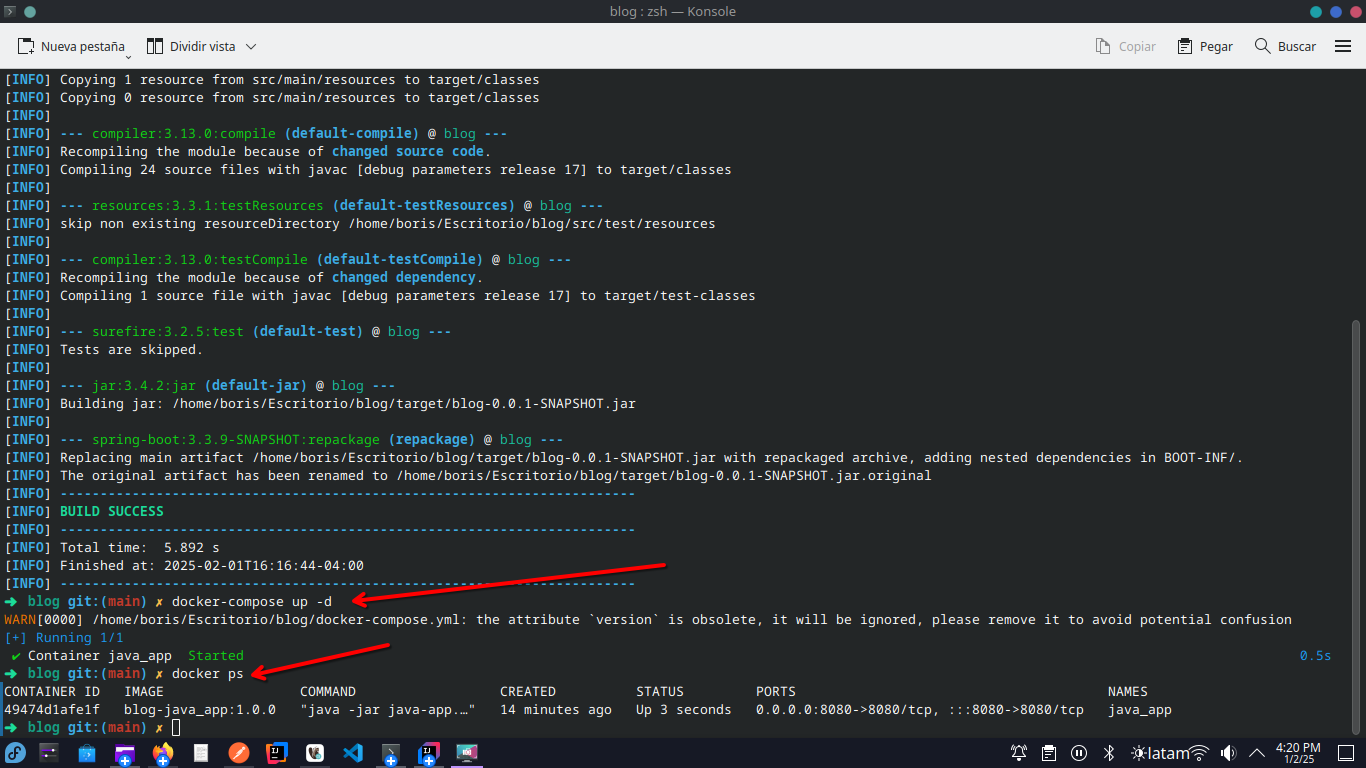 blog : zsh — Konsole
Nueva pestaña
Dividir vista
Copiar
Pegar
Buscar
[INFO] Copying 1 resource from src/main/resources to target/classes
[INFO] Copying 0 resource from src/main/resources to target/classes
[INFO]
[INFO] --- compiler:3.13.0:compile (default-compile) @ blog ---
[INFO] Recompiling the module because of changed source code.
[INFO] Compiling 24 source files with javac [debug parameters release 17] to target/classes
[INFO]
[INFO] --- resources:3.3.1:testResources (default-testResources) @ blog ---
[INFO] skip non existing resourceDirectory /home/boris/Escritorio/blog/src/test/resources
[INFO]
[INFO] --- compiler:3.13.0:testCompile (default-testCompile) @ blog ---
[INFO] Recompiling the module because of changed dependency.
[INFO] Compiling 1 source file with javac [debug parameters release 17] to target/test-classes
[INFO]
[INFO] --- surefire:3.2.5:test (default-test) @ blog ---
[INFO] Tests are skipped.
[INFO]
[INFO] --- jar:3.4.2:jar (default-jar) @ blog ---
[INFO] Building jar: /home/boris/Escritorio/blog/target/blog-0.0.1-SNAPSHOT.jar
[INFO]
[INFO] --- spring-boot:3.3.9-SNAPSHOT:repackage (repackage) @ blog ---
[INFO] Replacing main artifact /home/boris/Escritorio/blog/target/blog-0.0.1-SNAPSHOT.jar with repackaged archive, adding nested dependencies in BOOT-INF/.
[INFO] The original artifact has been renamed to /home/boris/Escritorio/blog/target/blog-0.0.1-SNAPSHOT.jar.original
[INFO] ------------------------------------------------------------------------
[INFO] BUILD SUCCESS
[INFO] ------------------------------------------------------------------------
[INFO] Total time:  5.892 s
[INFO] Finished at: 2025-02-01T16:16:44-04:00
[INFO] ------------------------------------------------------------------------
➜ blog git:(main) ✗ docker-compose up -d
WARN[0000] /home/boris/Escritorio/blog/docker-compose.yml: the attribute `version` is obsolete, it will be ignored, please remove it to avoid potential confusion
[+] Running 1/1
✔ Container java_app  Started 0.5s
➜ blog git:(main) ✗ docker ps
CONTAINER ID   IMAGE   COMMAND   CREATED   STATUS   PORTS   NAMES
49474d1afe1f   blog-java_app:1.0.0   "java -jar java-app.…"   14 minutes ago   Up 3 seconds   0.0.0.0:8080->8080/tcp, :::8080->8080/tcp   java_app
➜ blog git:(main) ✗
latam
4:20 PM
1/2/25